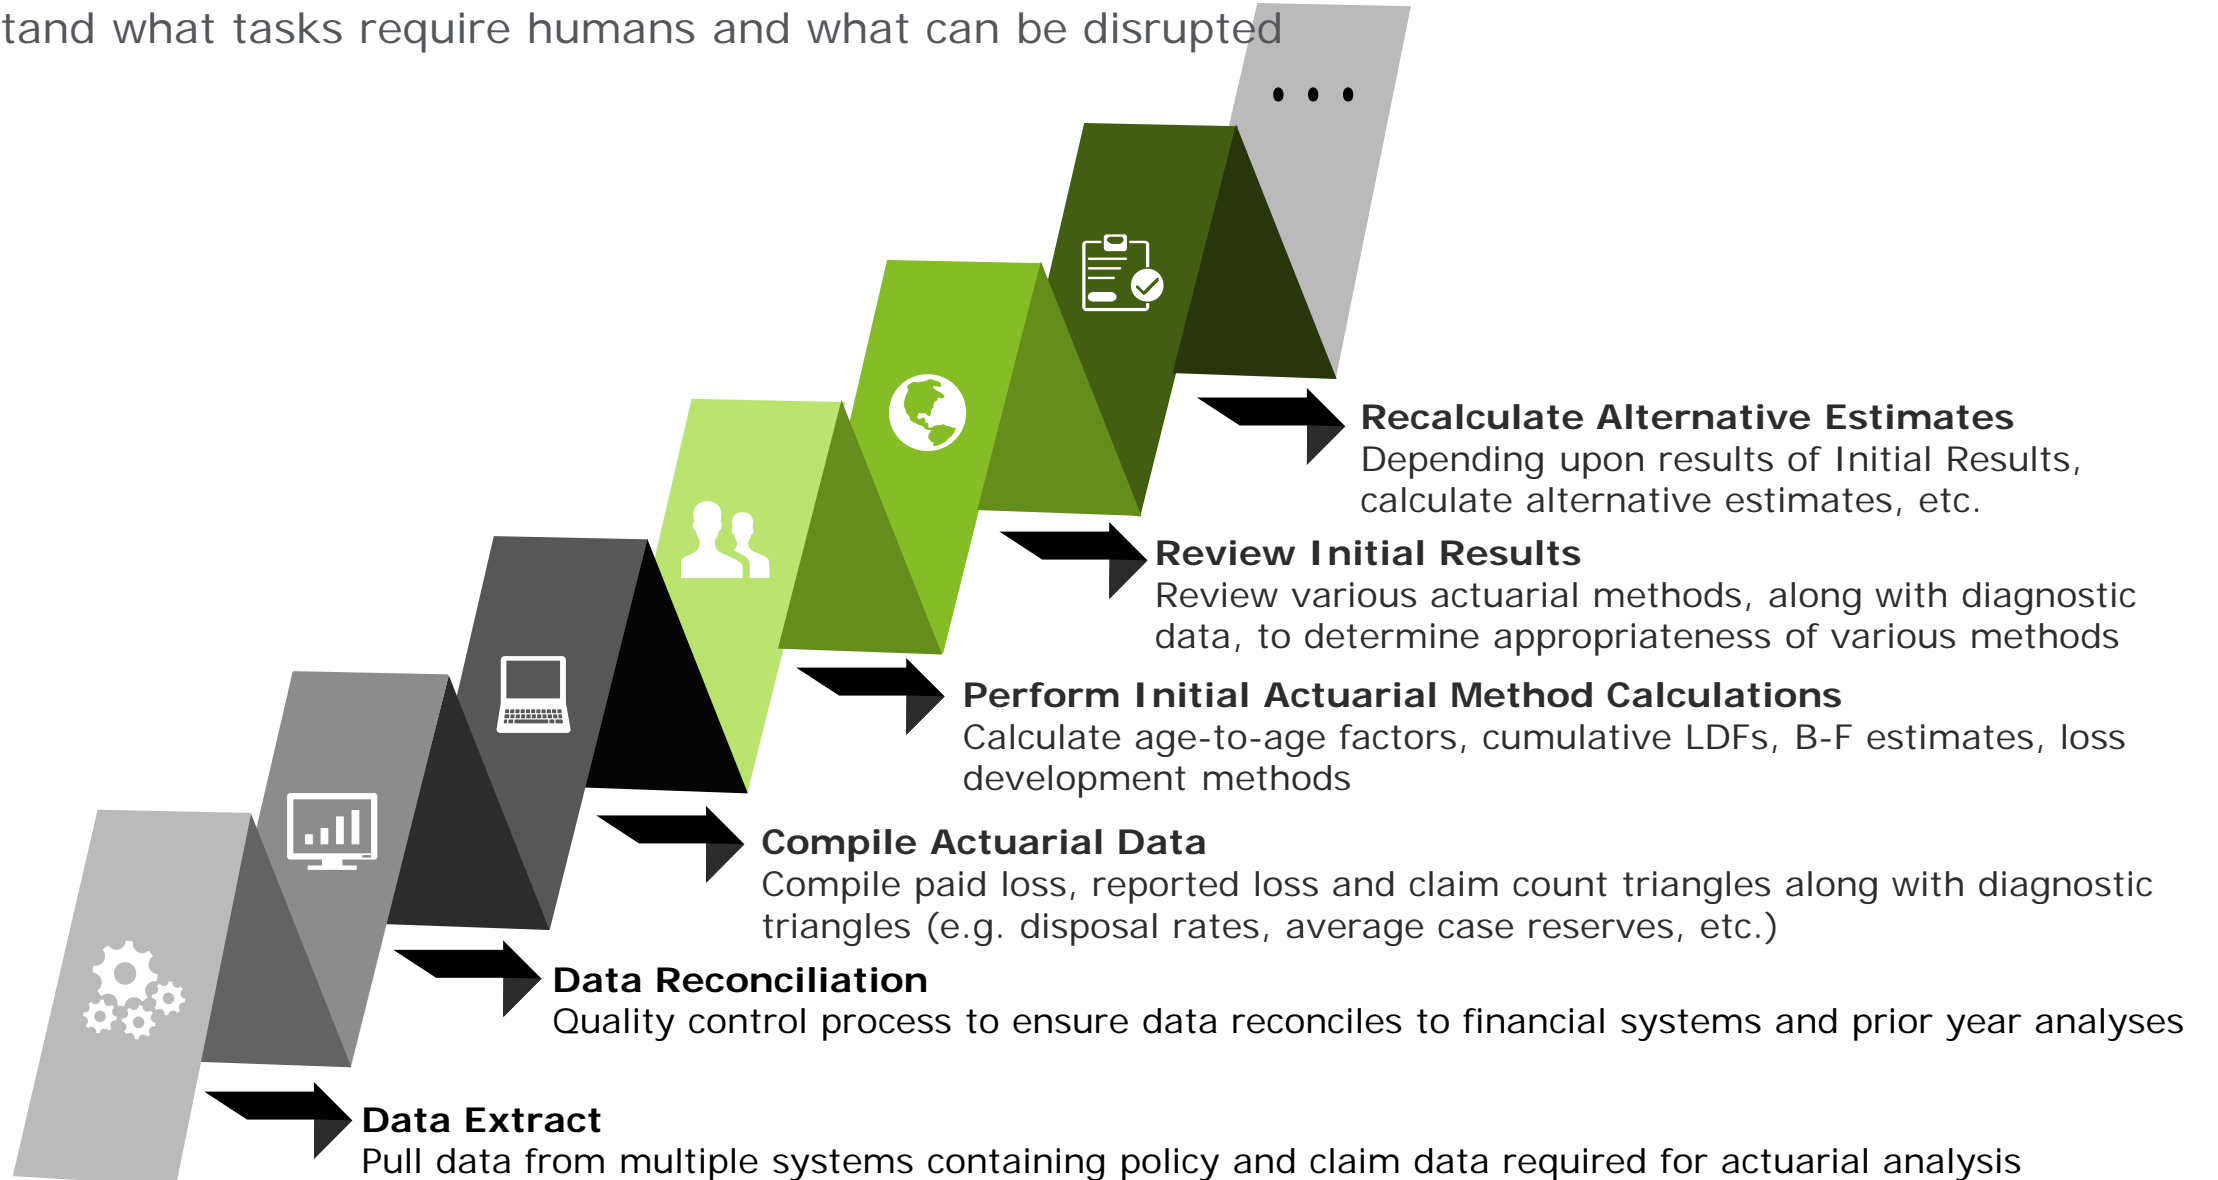 tand what tasks require humans and what can be disrupted
...
Recalculate Alternative Estimates
Depending upon results of Initial Results,
calculate alternative estimates, etc.
Review Initial Results
Review various actuarial methods, along with diagnostic
data, to determine appropriateness of various methods
Perform Initial Actuarial Method Calculations
Calculate age-to-age factors, cumulative LDFs, B-F estimates, loss
development methods
Compile Actuarial Data
Compile paid loss, reported loss and claim count triangles along with diagnostic
triangles (e.g. disposal rates, average case reserves, etc.)
Data Reconciliation
Quality control process to ensure data reconciles to financial systems and prior year analyses
Data Extract
Pull data from multiple systems containing policy and claim data required for actuarial analysis